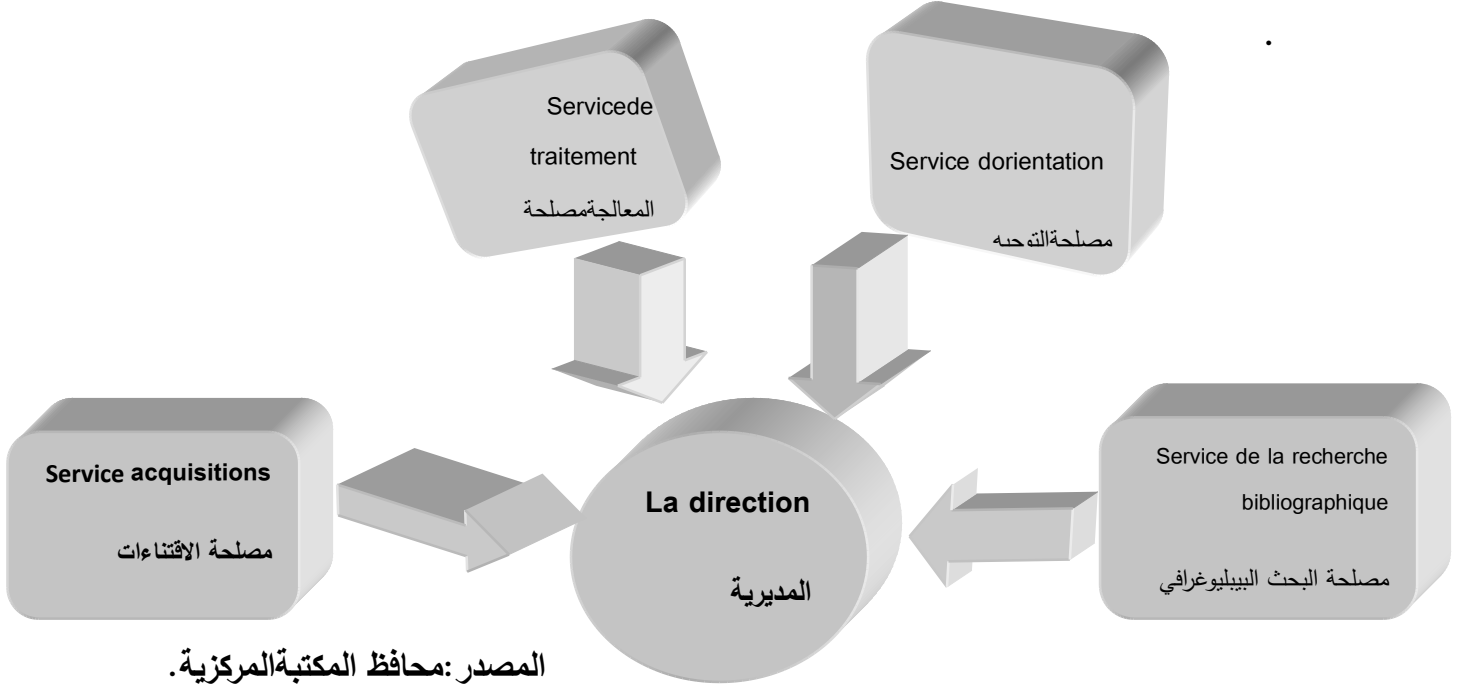 .
Servicede
traitement
المعالجةمصلحة
Service dorientation
مصلحةالتوجيه
Service acquisitions
مصلحة الاقتناءات
La direction
المديرية
Service de la recherche
bibliographique
مصلحة البحث البيبليوغرافي
المصدر:محافظ المكتبةالمركزية.